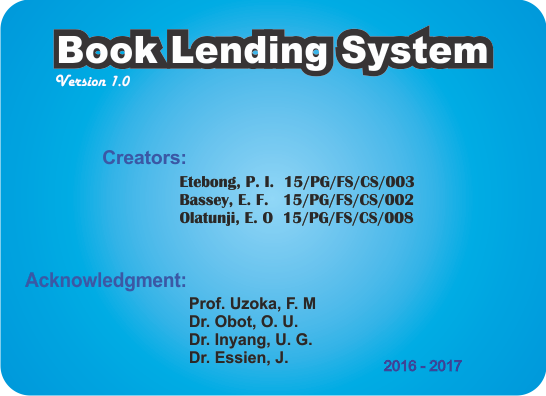 Book Lending System
Version 1.0
Creators:
Etebong, P. I. 15/PG/FS/CS/003
Bassey, E. F. 15/PG/FS/CS/002
Olatunji, E. O 15/PG/FS/CS/008
Acknowledgment:
Prof. Uzoka, F. M
Dr. Obot, O. U.
Dr. Inyang, U. G.
Dr. Essien, J.
2016 - 2017